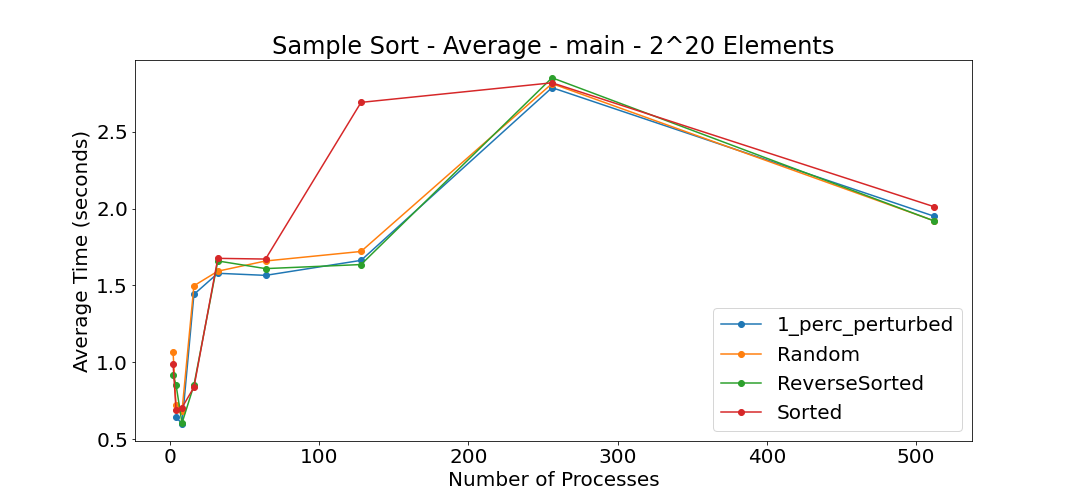 Sample Sort - Average - main - 2^20 Elements
Average Time (seconds)
2.5
2.0
1.5
1.0
0.5
0 100 200 300 400 500
Number of Processes
1_perc_perturbed
Random
ReverseSorted
Sorted